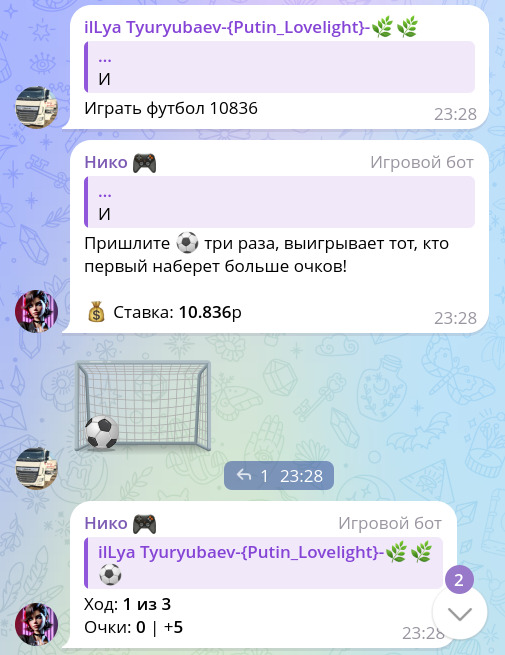 ilLya Tyuryubaev-{Putin_Lovelight}-🌿🌿
...
И
Играть футбол 10836
23:28
Нико 🎮 Игровой бот
...
И
Пришлите ⚽ три раза, выигрывает тот, кто
первый наберет больше очков!
💰 Ставка: 10.836р
23:28
1 23:28
Нико 🎮 Игровой бот
ilLya Tyuryubaev-{Putin_Lovelight}-🌿🌿
⚽
2
Ход: 1 из 3
Очки: 0 | +5
23:28